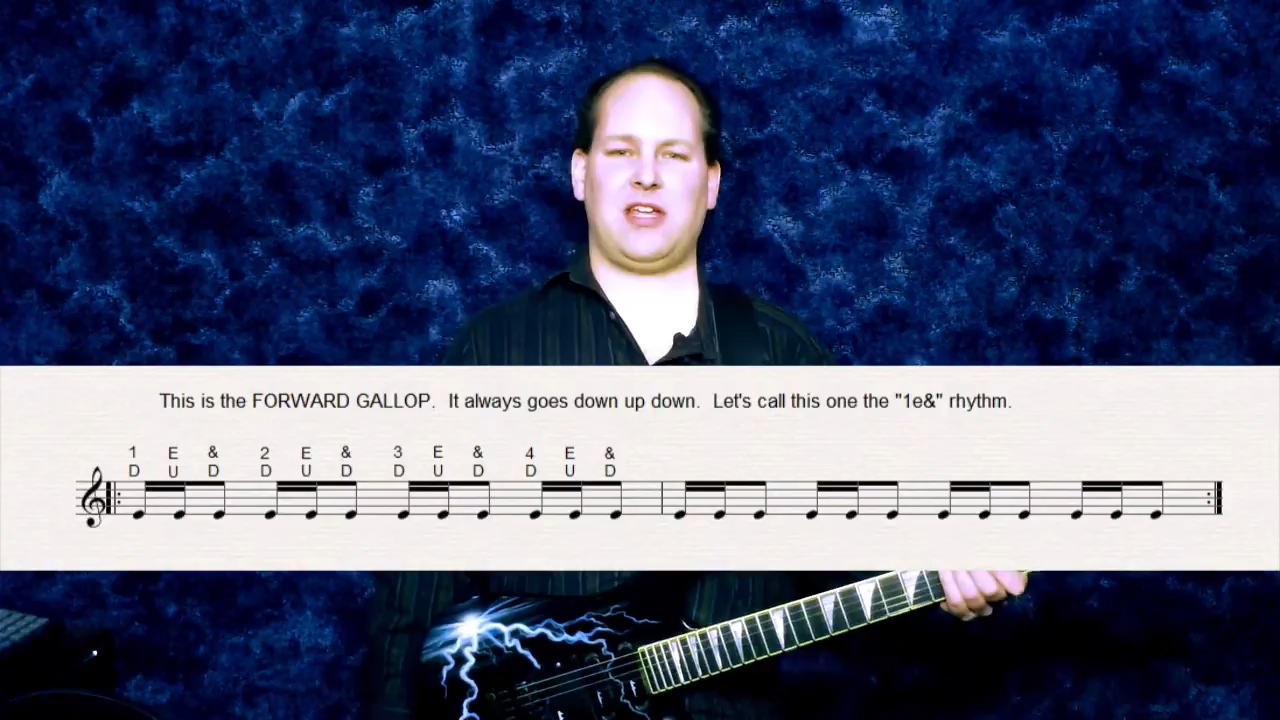 This is the FORWARD GALLOP. It always goes down up down. Let's call this one the "1e&" rhythm.
1 E & 2 E & 3 E & 4 E &
D U D D U D D U D D U D